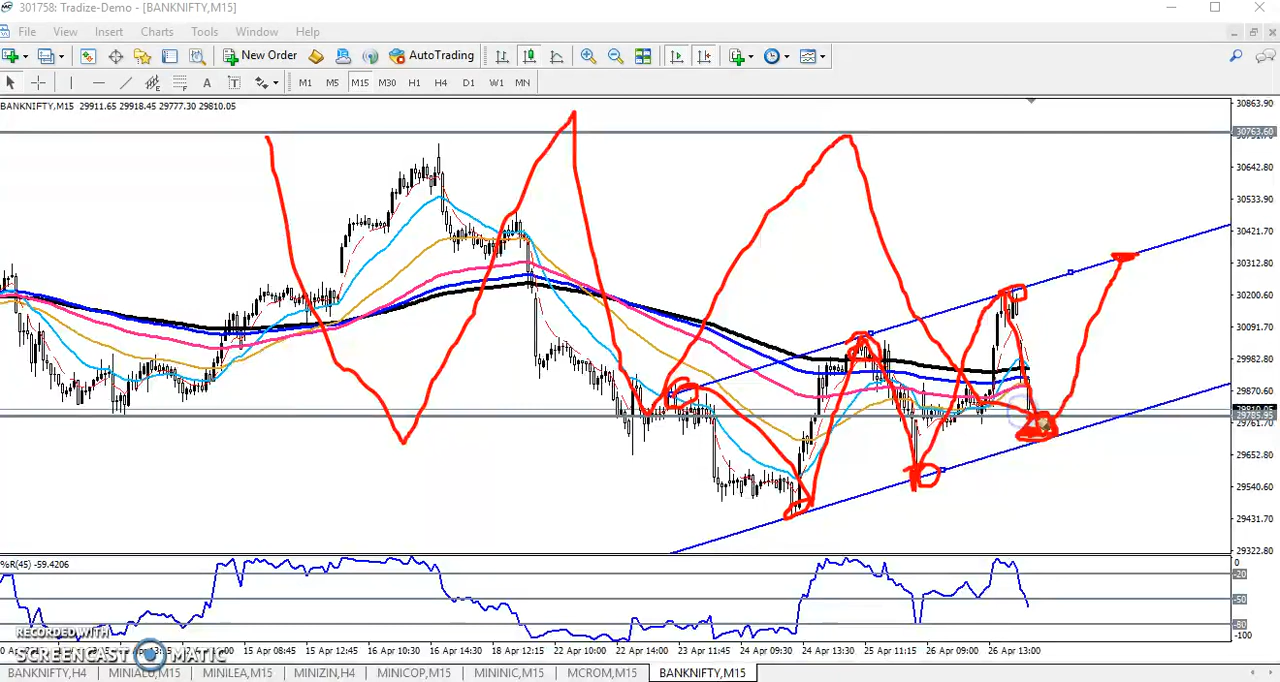 301758: Tradize-Demo - [BANKNIFTY,M15]
File View Insert Charts Tools Window Help
New Order AutoTrading
A T M1 M5 M15 M30 H1 H4 D1 W1 MN
BANKNIFTY,M15 29911.65 29918.45 29777.30 29810.05
30863.90
30763.60
30642.80
30533.90
30421.70
30312.80
30200.60
30091.70
29982.80
29870.60
29810.05
29785.95
29761.70
29652.80
29540.60
29431.70
29322.80
%R(45) -59.4206
0
-20
-50
-80
-100
RECORDED WITH
SCREENCAST MATIC
15 Apr 08:45 15 Apr 12:15 16 Apr 10:30 16 Apr 14:30 18 Apr 12:15 22 Apr 10:00 22 Apr 14:00 23 Apr 11:45 24 Apr 09:30 24 Apr 13:30 25 Apr 11:15 26 Apr 09:00 26 Apr 13:00
BANKNIFTY,H4 MINIALU,M15 MINILEA,M15 MINIZIN,H4 MINICOP,M15 MININIC,M15 MCROM,M15 BANKNIFTY,M15